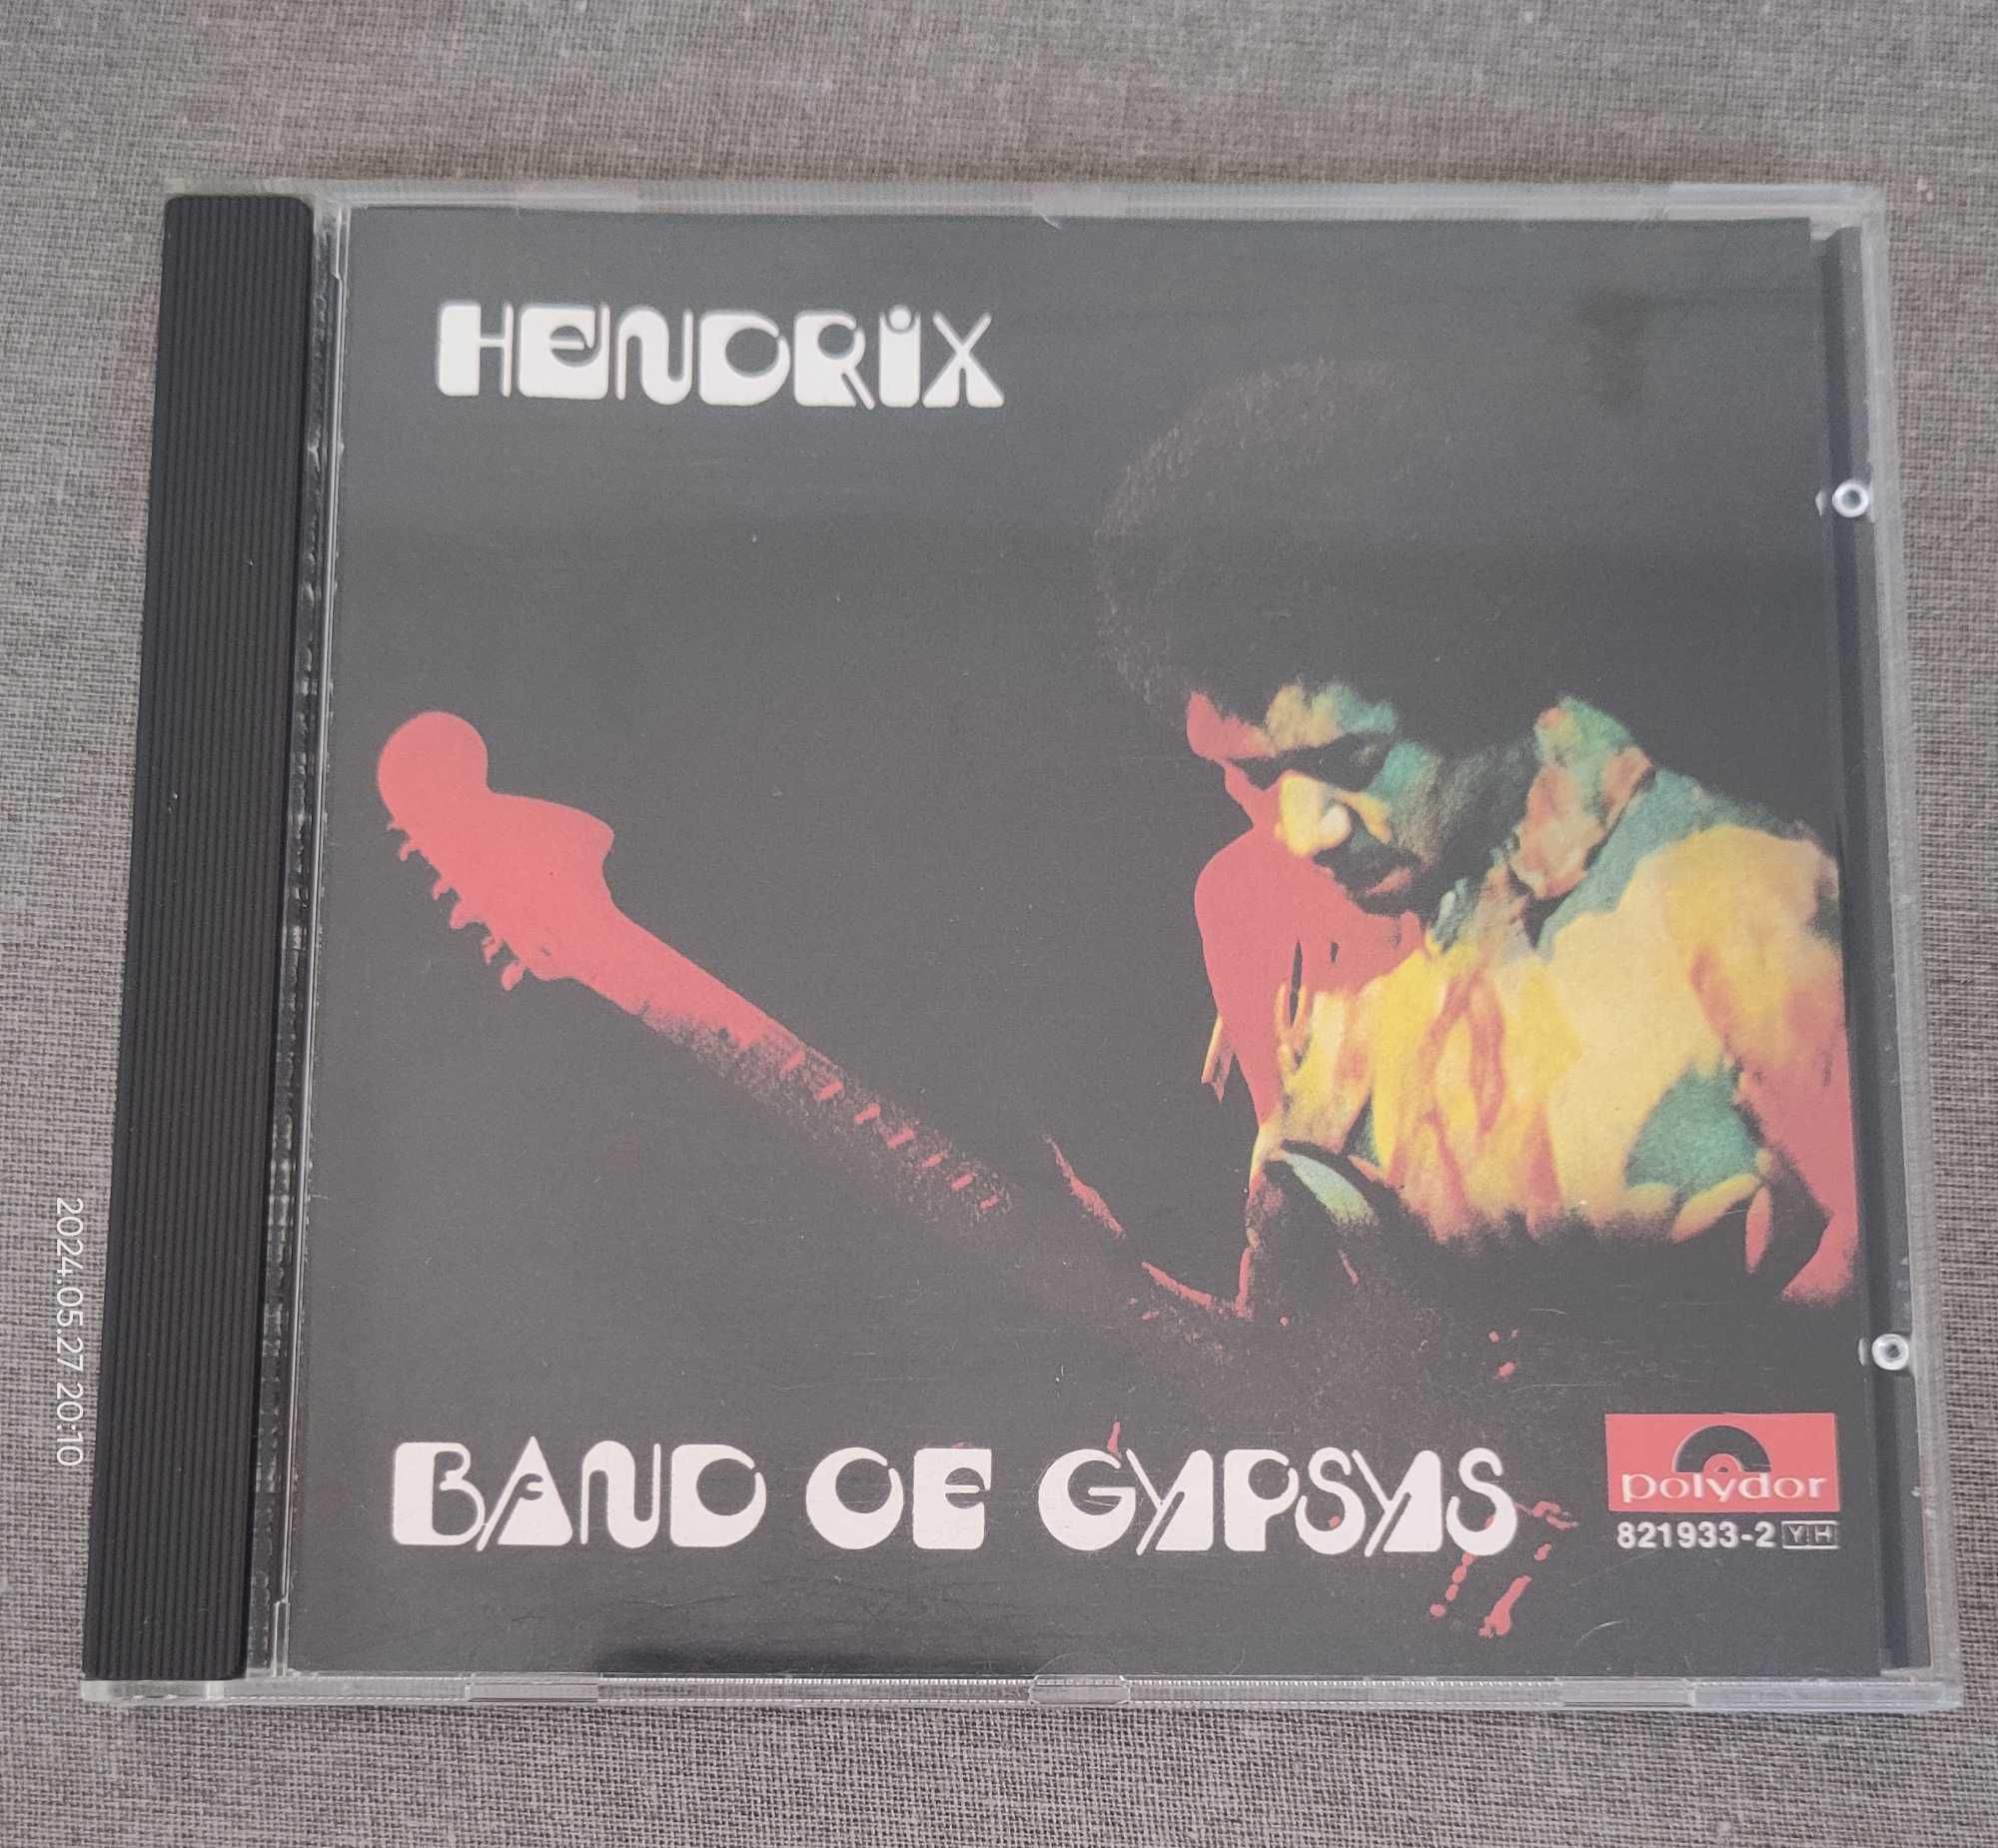 HENDRIX
BAND OF GYPSYS
polydor
821933-2 Y H
2024.05.27 20:10